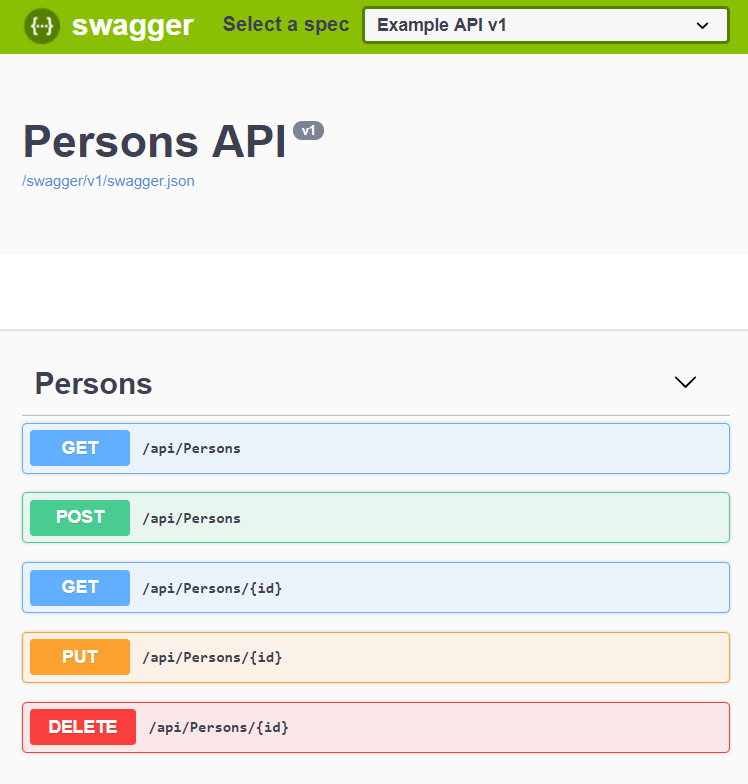 {···} swagger Select a spec Example API v1
Persons API v1
/swagger/v1/swagger.json
Persons
GET /api/Persons
POST /api/Persons
GET /api/Persons/{id}
PUT /api/Persons/{id}
DELETE /api/Persons/{id}